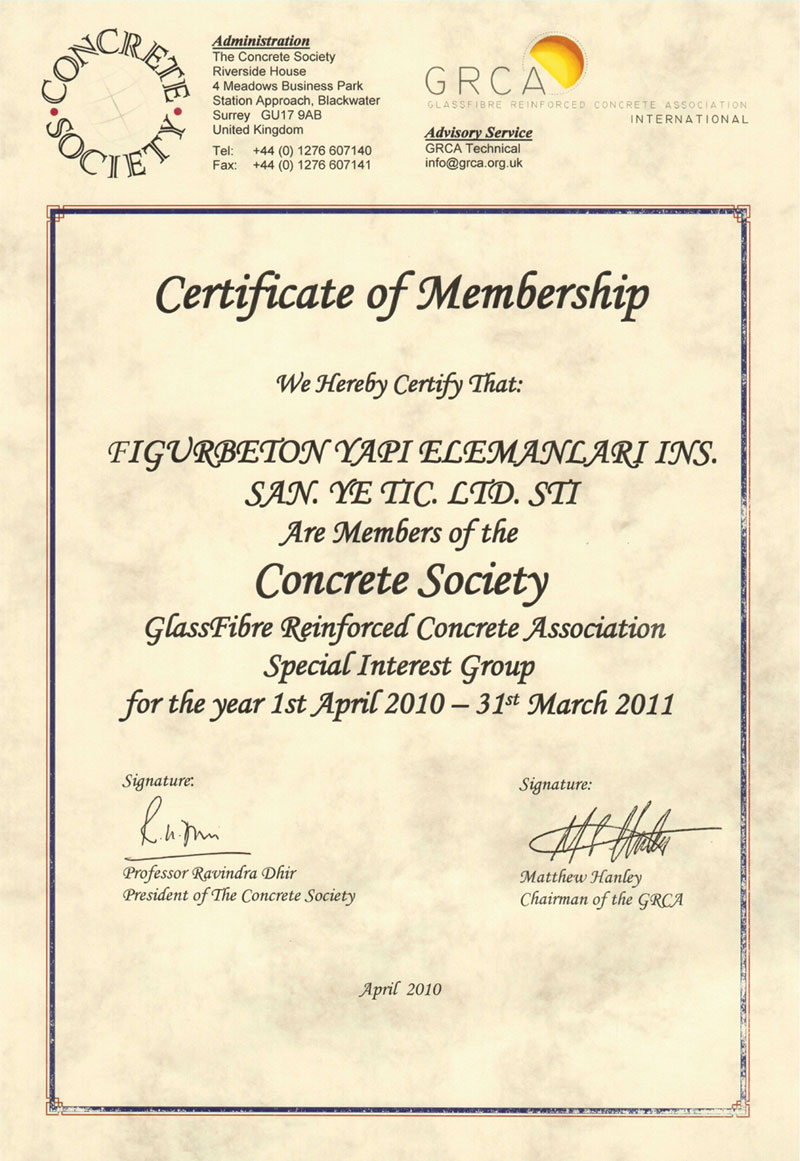 CONCRETE SOCIETY
Administration
The Concrete Society
Riverside House
4 Meadows Business Park
Station Approach, Blackwater
Surrey GU17 9AB
United Kingdom
Tel: +44 (0) 1276 607140
Fax: +44 (0) 1276 607141
GRCA
GLASSFIBRE REINFORCED CONCRETE ASSOCIATION
INTERNATIONAL
Advisory Service
GRCA Technical
info@grca.org.uk
Certificate of Membership
We Hereby Certify That:
FIGURBETON YAPI ELEMANLARI INS.
SAN. YE TIC. LTD. STI
Are Members of the
Concrete Society
GlassFibre Reinforced Concrete Association
Special Interest Group
for the year 1st April 2010 – 31st March 2011
Signature:
Professor Ravindra Dhir
President of The Concrete Society
Signature:
Matthew Hanley
Chairman of the GRCA
April 2010